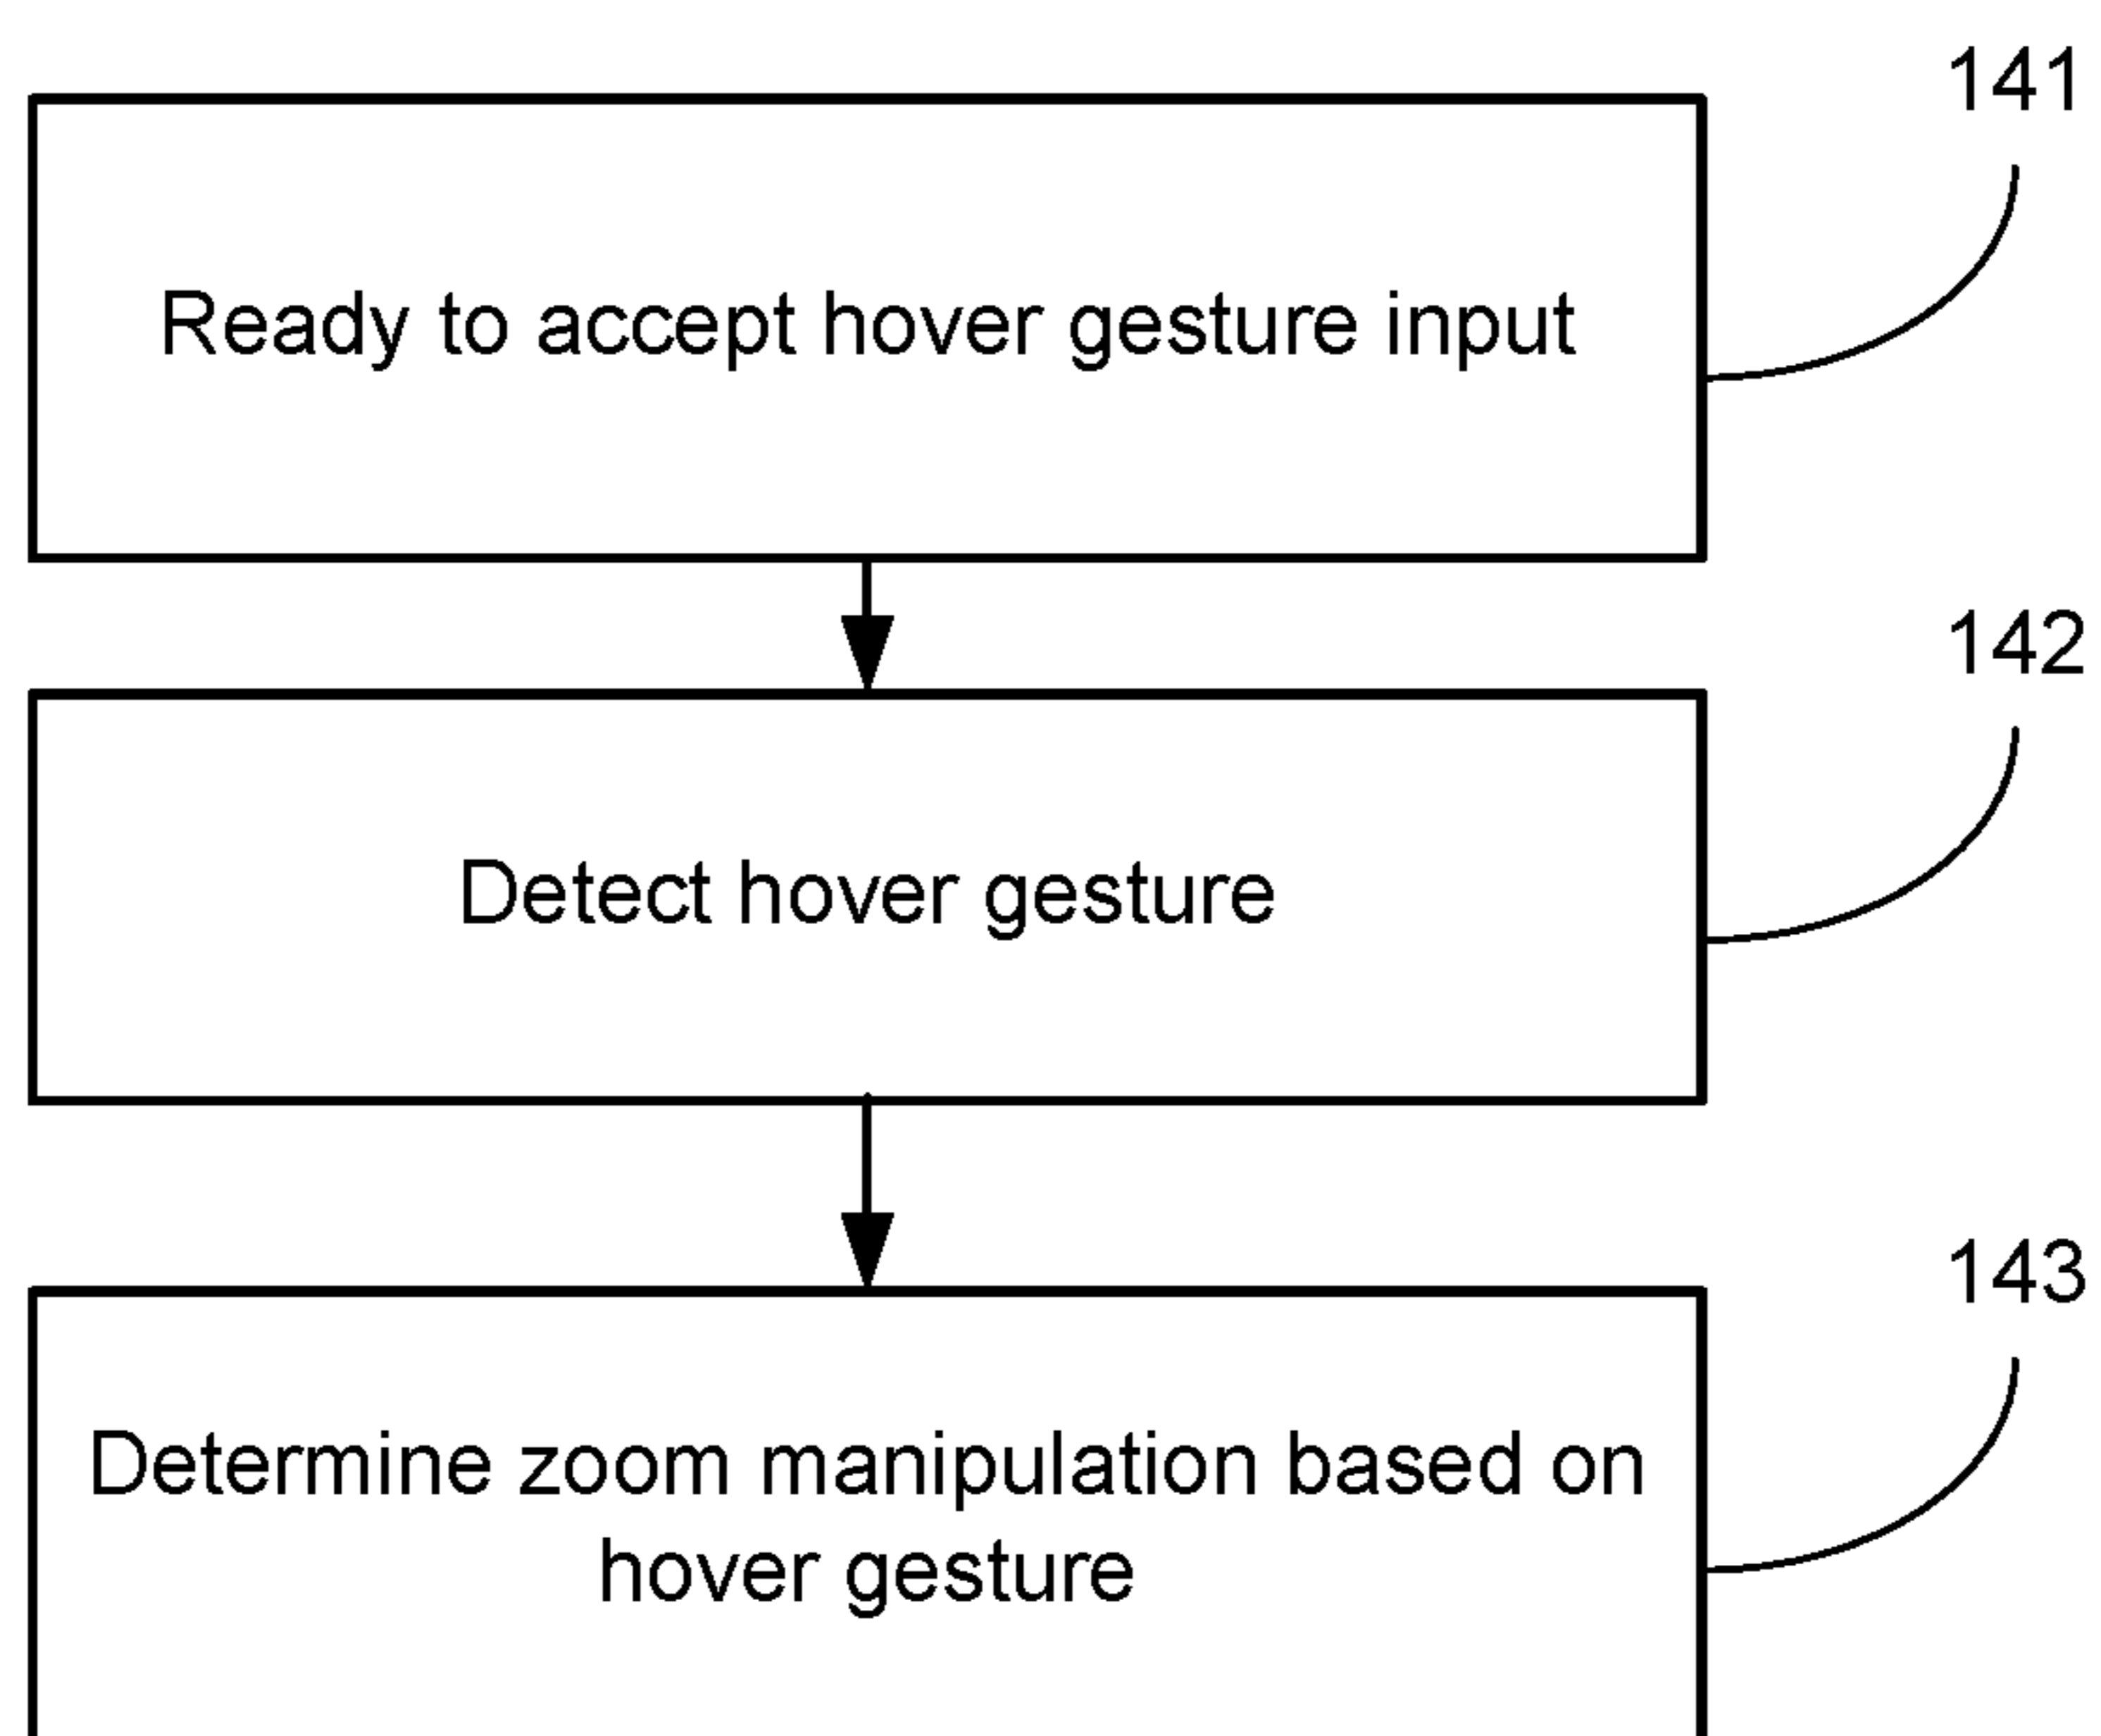 141
Ready to accept hover gesture input
142
Detect hover gesture
143
Determine zoom manipulation based on
hover gesture